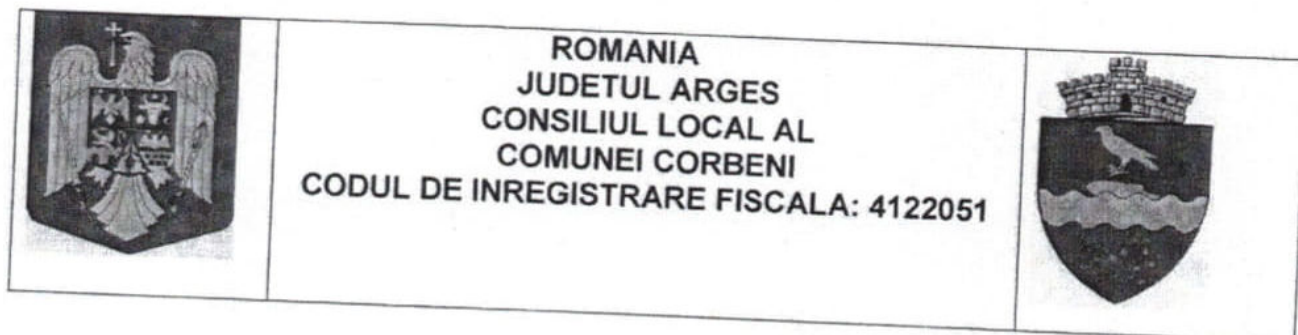 ROMANIA
JUDETUL ARGES
CONSILIUL LOCAL AL
COMUNEI CORBENI
CODUL DE INREGISTRARE FISCALA: 4122051